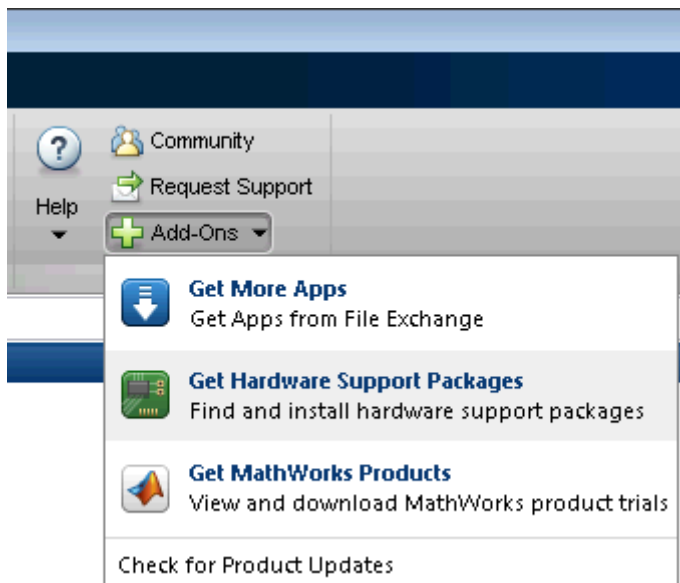 ?
Help
Community
Request Support
Add-Ons
Get More Apps
Get Apps from File Exchange
Get Hardware Support Packages
Find and install hardware support packages
Get MathWorks Products
View and download MathWorks product trials
Check for Product Updates